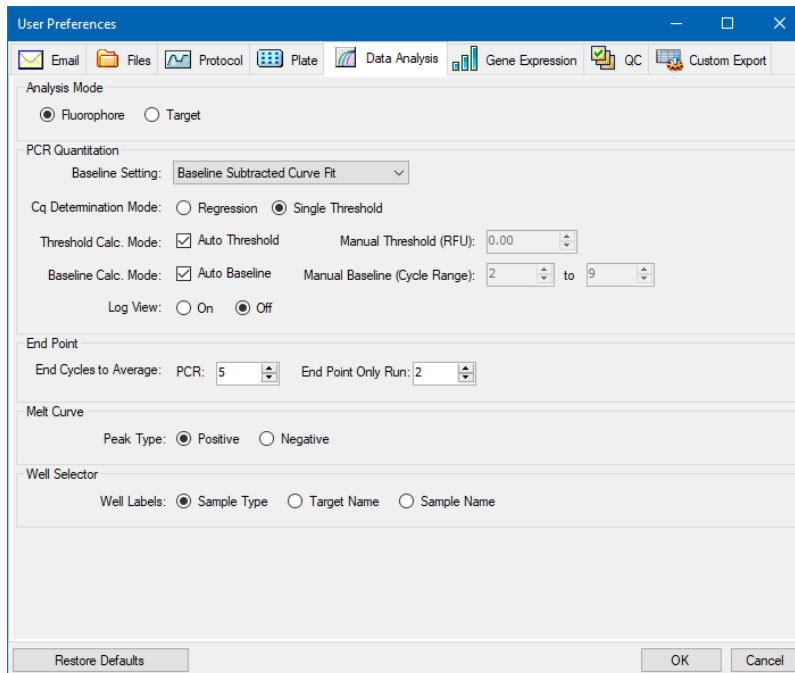 User Preferences
Email Files Protocol Plate Data Analysis Gene Expression QC Custom Export
Analysis Mode
Fluorophore Target
PCR Quantitation
Baseline Setting: Baseline Subtracted Curve Fit
Cq Determination Mode: Regression Single Threshold
Threshold Calc. Mode: Auto Threshold Manual Threshold (RFU): 0.00
Baseline Calc. Mode: Auto Baseline Manual Baseline (Cycle Range): 2 to 9
Log View: On Off
End Point
End Cycles to Average: PCR: 5 End Point Only Run: 2
Melt Curve
Peak Type: Positive Negative
Well Selector
Well Labels: Sample Type Target Name Sample Name
Restore Defaults OK Cancel